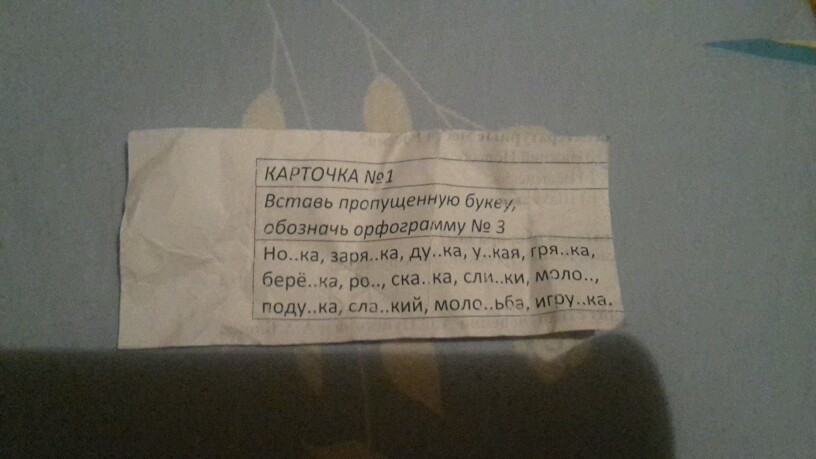 КАРТОЧКА №1
Вставь пропущенную букву,
обозначь орфограмму № 3
Но..ка, заря..ка, ду..ка, у..кая, гря..ка,
берё..ка, ро.., ска..ка, сли..ки, моло..,
поду..ка, сла..кий, моло..ьба, игру..ка.